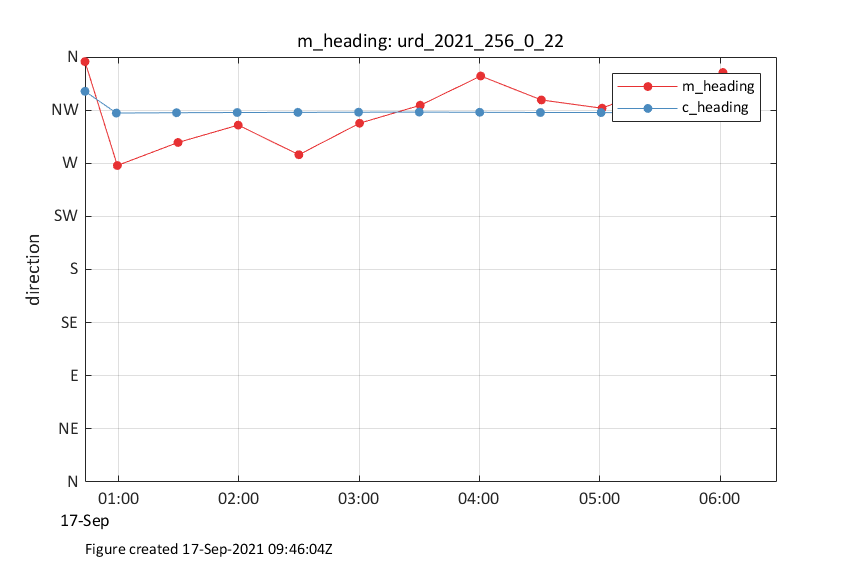 m_heading: urd_2021_256_0_22
N
NW
W
SW
S
SE
E
NE
N
direction
m_heading
c_heading
01:00 02:00 03:00 04:00 05:00 06:00
17-Sep
Figure created 17-Sep-2021 09:46:04Z